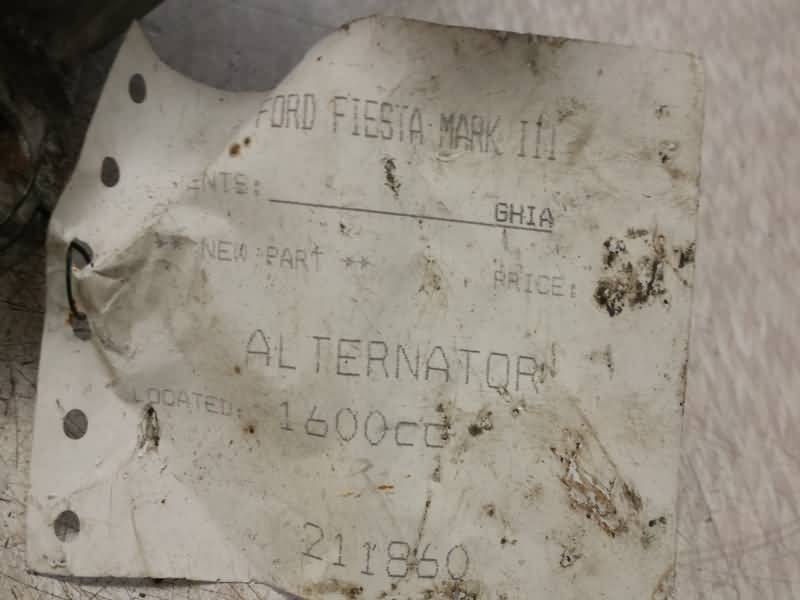 FORD FIESTA MARK III
ENTS: GHIA
** NEW PART ** PRICE:
ALTERNATOR
LOCATED: 1600cc
211860